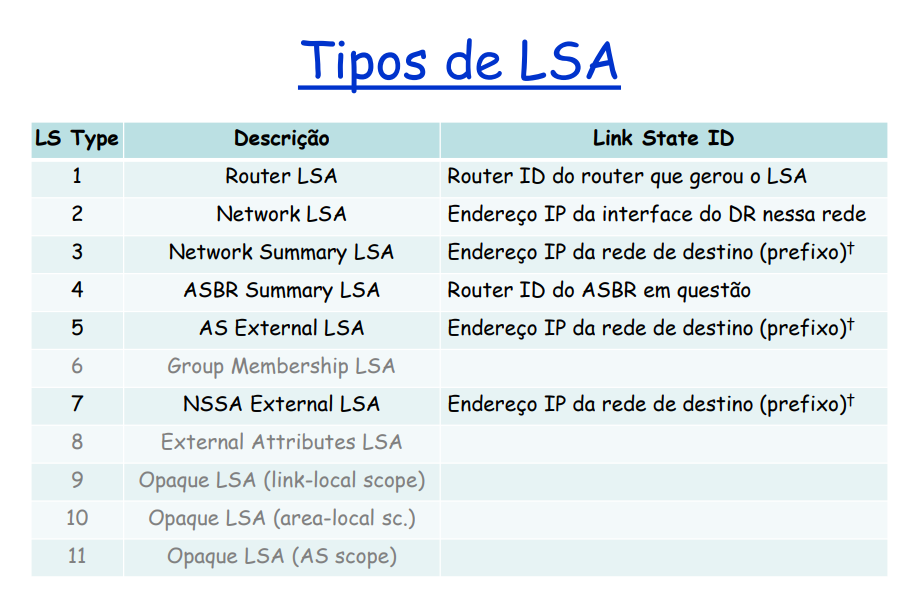 Tipos de LSA
LS Type Descrição Link State ID
1 Router LSA Router ID do router que gerou o LSA
2 Network LSA Endereço IP da interface do DR nessa rede
3 Network Summary LSA Endereço IP da rede de destino (prefixo)†
4 ASBR Summary LSA Router ID do ASBR em questão
5 AS External LSA Endereço IP da rede de destino (prefixo)†
6 Group Membership LSA
7 NSSA External LSA Endereço IP da rede de destino (prefixo)†
8 External Attributes LSA
9 Opaque LSA (link-local scope)
10 Opaque LSA (area-local sc.)
11 Opaque LSA (AS scope)